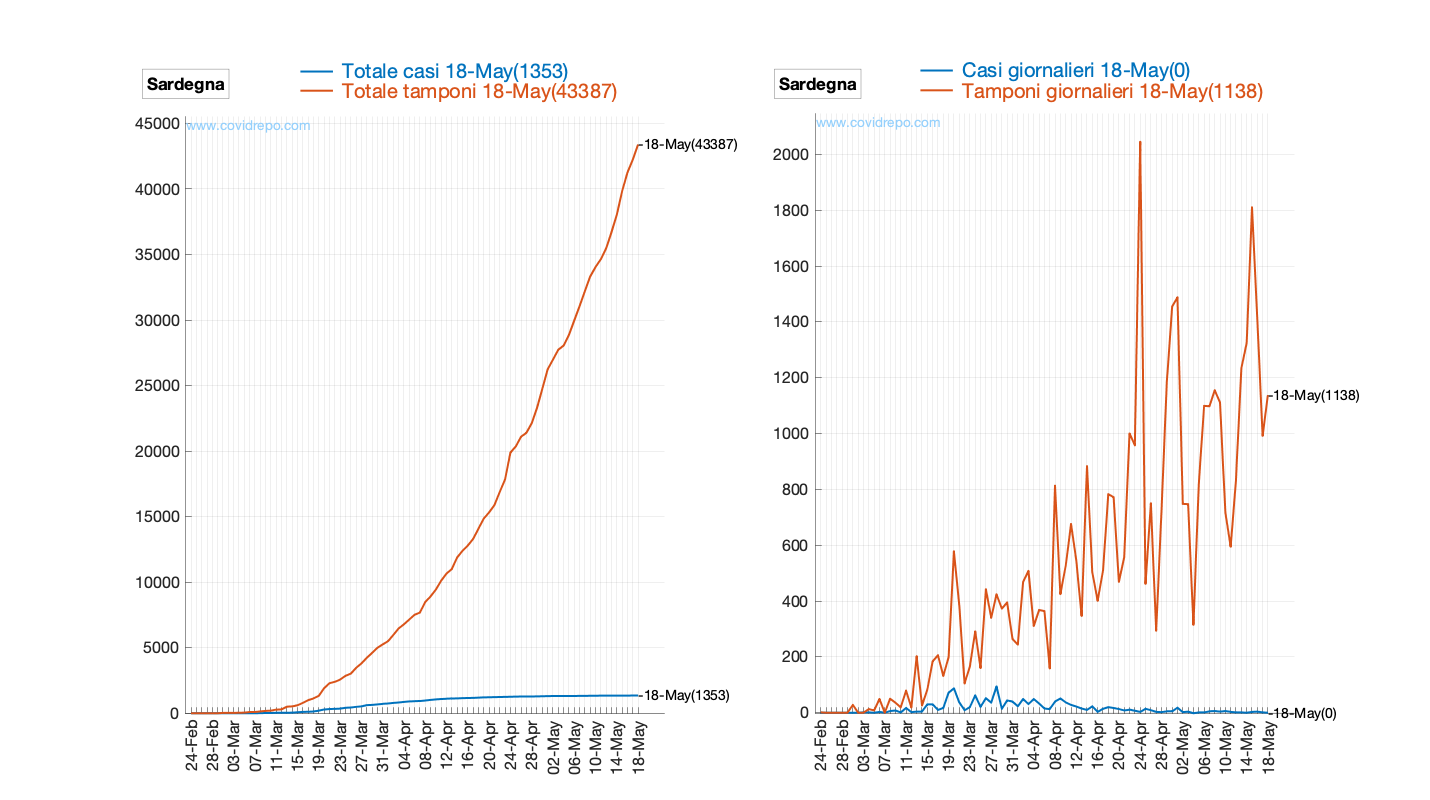 Sardegna
Totale casi 18-May(1353)
Totale tamponi 18-May(43387)
www.covidrepo.com
45000
40000
35000
30000
25000
20000
15000
10000
5000
0
18-May(43387)
18-May(1353)
24-Feb
28-Feb
03-Mar
07-Mar
11-Mar
15-Mar
19-Mar
23-Mar
27-Mar
31-Mar
04-Apr
08-Apr
12-Apr
16-Apr
20-Apr
24-Apr
28-Apr
02-May
06-May
10-May
14-May
18-May
Sardegna
Casi giornalieri 18-May(0)
Tamponi giornalieri 18-May(1138)
www.covidrepo.com
2000
1800
1600
1400
1200
1000
800
600
400
200
0
18-May(1138)
18-May(0)
24-Feb
28-Feb
03-Mar
07-Mar
11-Mar
15-Mar
19-Mar
23-Mar
27-Mar
31-Mar
04-Apr
08-Apr
12-Apr
16-Apr
20-Apr
24-Apr
28-Apr
02-May
06-May
10-May
14-May
18-May